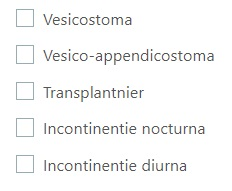 Vesicostoma
Vesico-appendicostoma
Transplantnier
Incontinentie nocturna
Incontinentie diurna